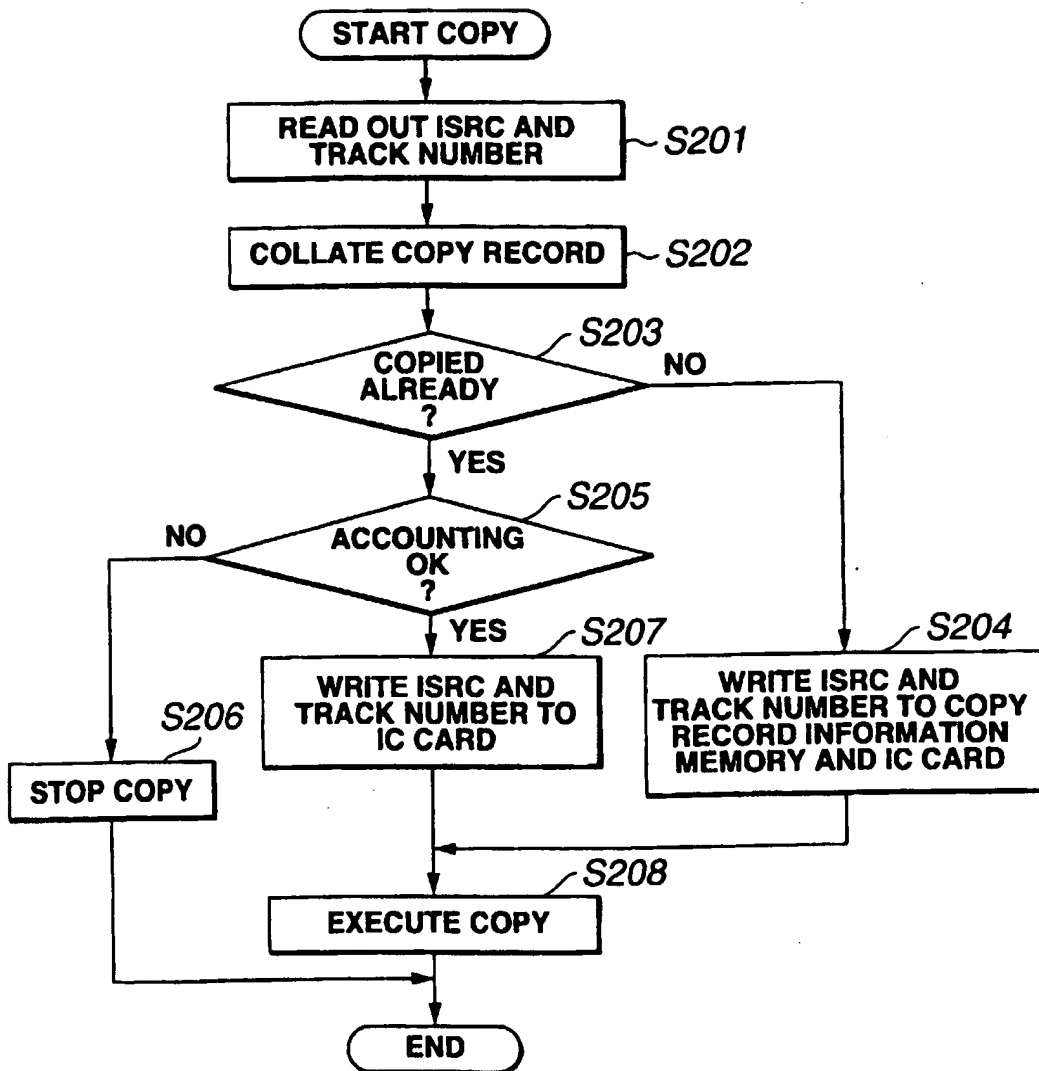 START COPY
READ OUT ISRC AND
TRACK NUMBER
S201
COLLATE COPY RECORD
S202
S203
COPIED
ALREADY
?
NO
YES
S205
NO
ACCOUNTING
OK
?
YES
S207
S204
WRITE ISRC AND
TRACK NUMBER TO
IC CARD
WRITE ISRC AND
TRACK NUMBER TO COPY
RECORD INFORMATION
MEMORY AND IC CARD
S206
STOP COPY
S208
EXECUTE COPY
END